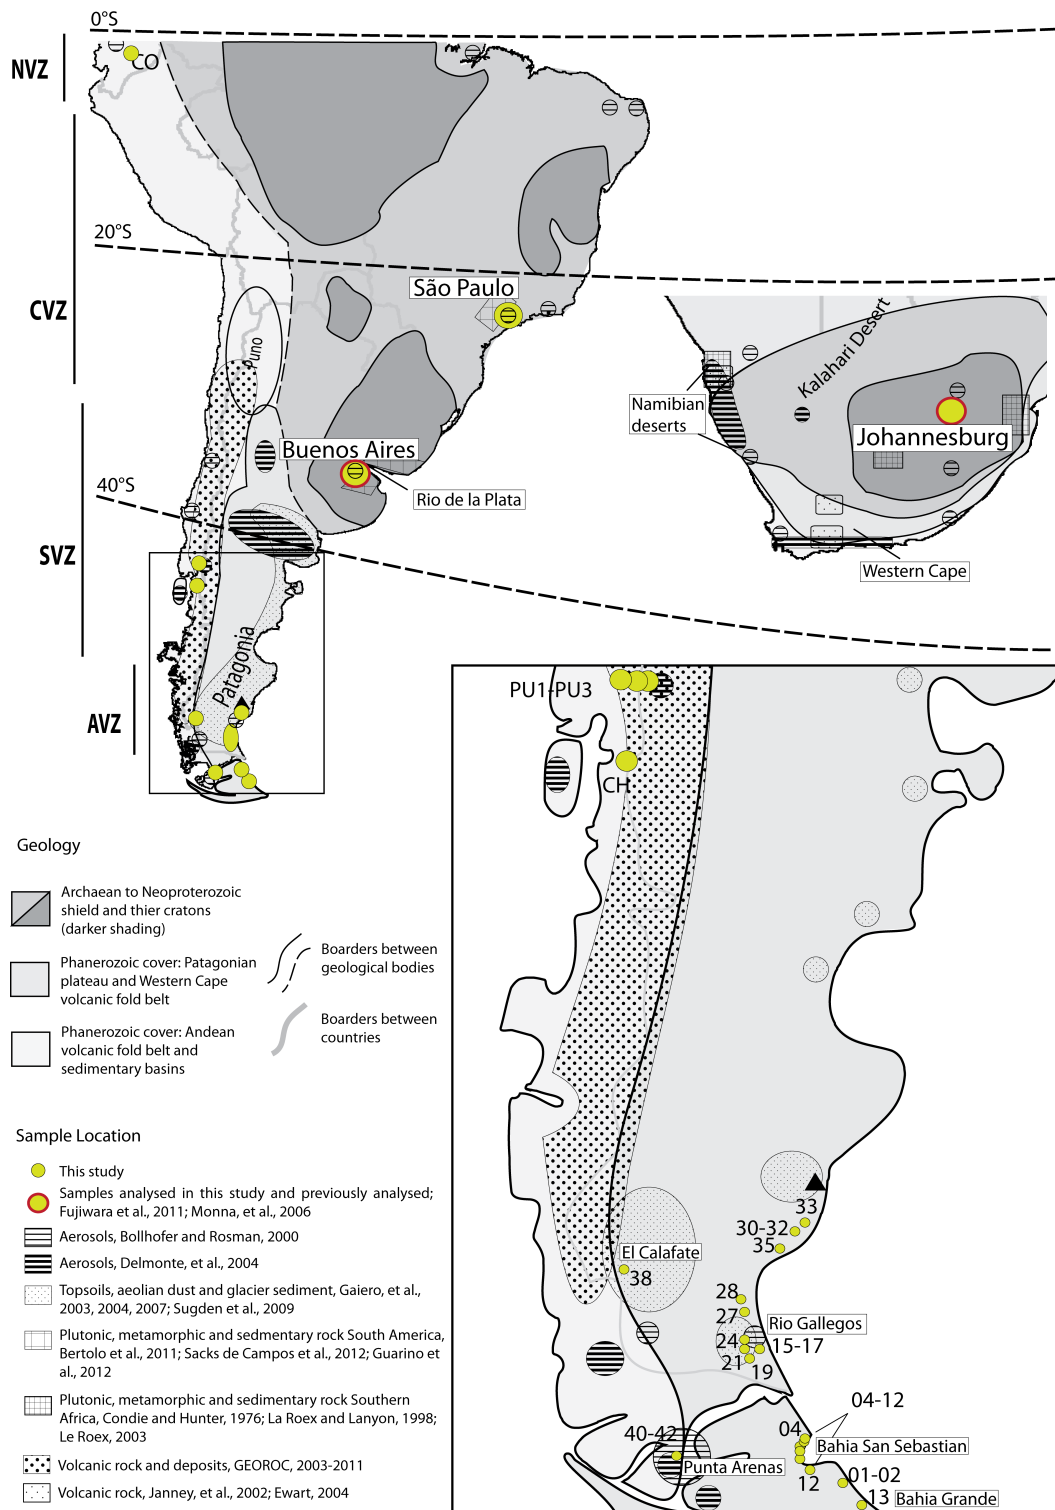 0°S
NVZ
CO
20°S
São Paulo
CVZ
Puno
Kalahari Desert
Namibian
deserts
Johannesburg
Buenos Aires
Rio de la Plata
40°S
SVZ
Western Cape
Patagonia
AVZ
PU1-PU3
CH
Geology
Archaean to Neoproterozoic
shield and thier cratons
(darker shading)
Phanerozoic cover: Patagonian
plateau and Western Cape
volcanic fold belt
Phanerozoic cover: Andean
volcanic fold belt and
sedimentary basins
Boarders between
geological bodies
Boarders between
countries
Sample Location
This study
Samples analysed in this study and previously analysed;
Fujiwara et al., 2011; Monna, et al., 2006
Aerosols, Bollhofer and Rosman, 2000
Aerosols, Delmonte, et al., 2004
Topsoils, aeolian dust and glacier sediment, Gaiero, et al.,
2003, 2004, 2007; Sugden et al., 2009
Plutonic, metamorphic and sedmentary rock South America,
Bertolo et al., 2011; Sacks de Campos et al., 2012; Guarino et
al., 2012
Plutonic, metamorphic and sedimentary rock Southern
Africa, Condie and Hunter, 1976; La Roex and Lanyon, 1998;
Le Roex, 2003
Volcanic rock and deposits, GEOROC, 2003-2011
Volcanic rock, Janney, et al., 2002; Ewart, 2004
33
30-32
35
El Calafate
38
28
27
Rio Gallegos
24
15-17
21
19
04-12
40-42
04
Bahia San Sebastian
Punta Arenas
12
01-02
13
Bahia Grande